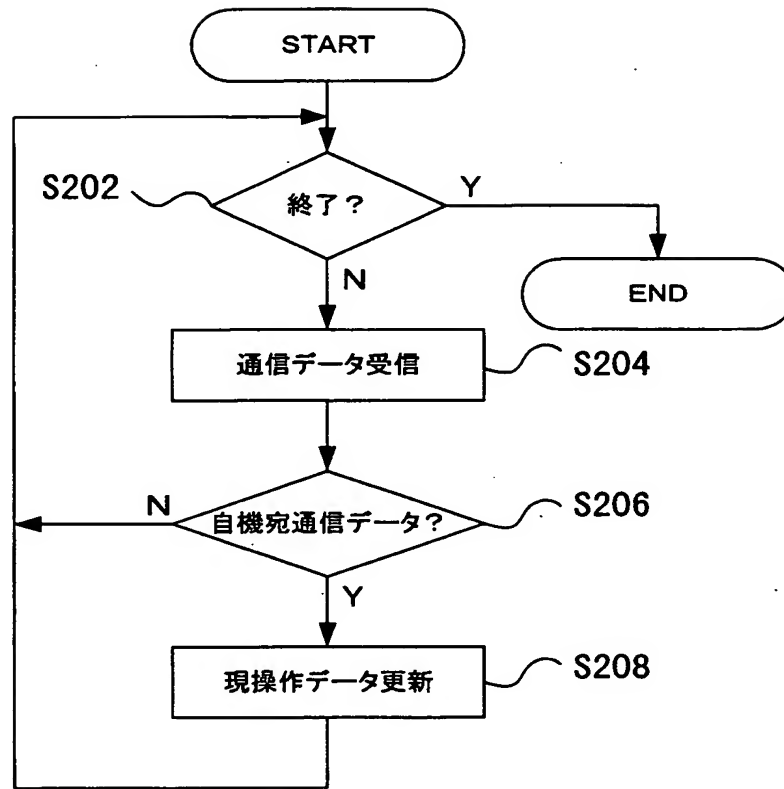 START
S202
終了?
Y
N
END
通信データ受信
S204
N
自機宛通信データ?
S206
Y
現操作データ更新
S208